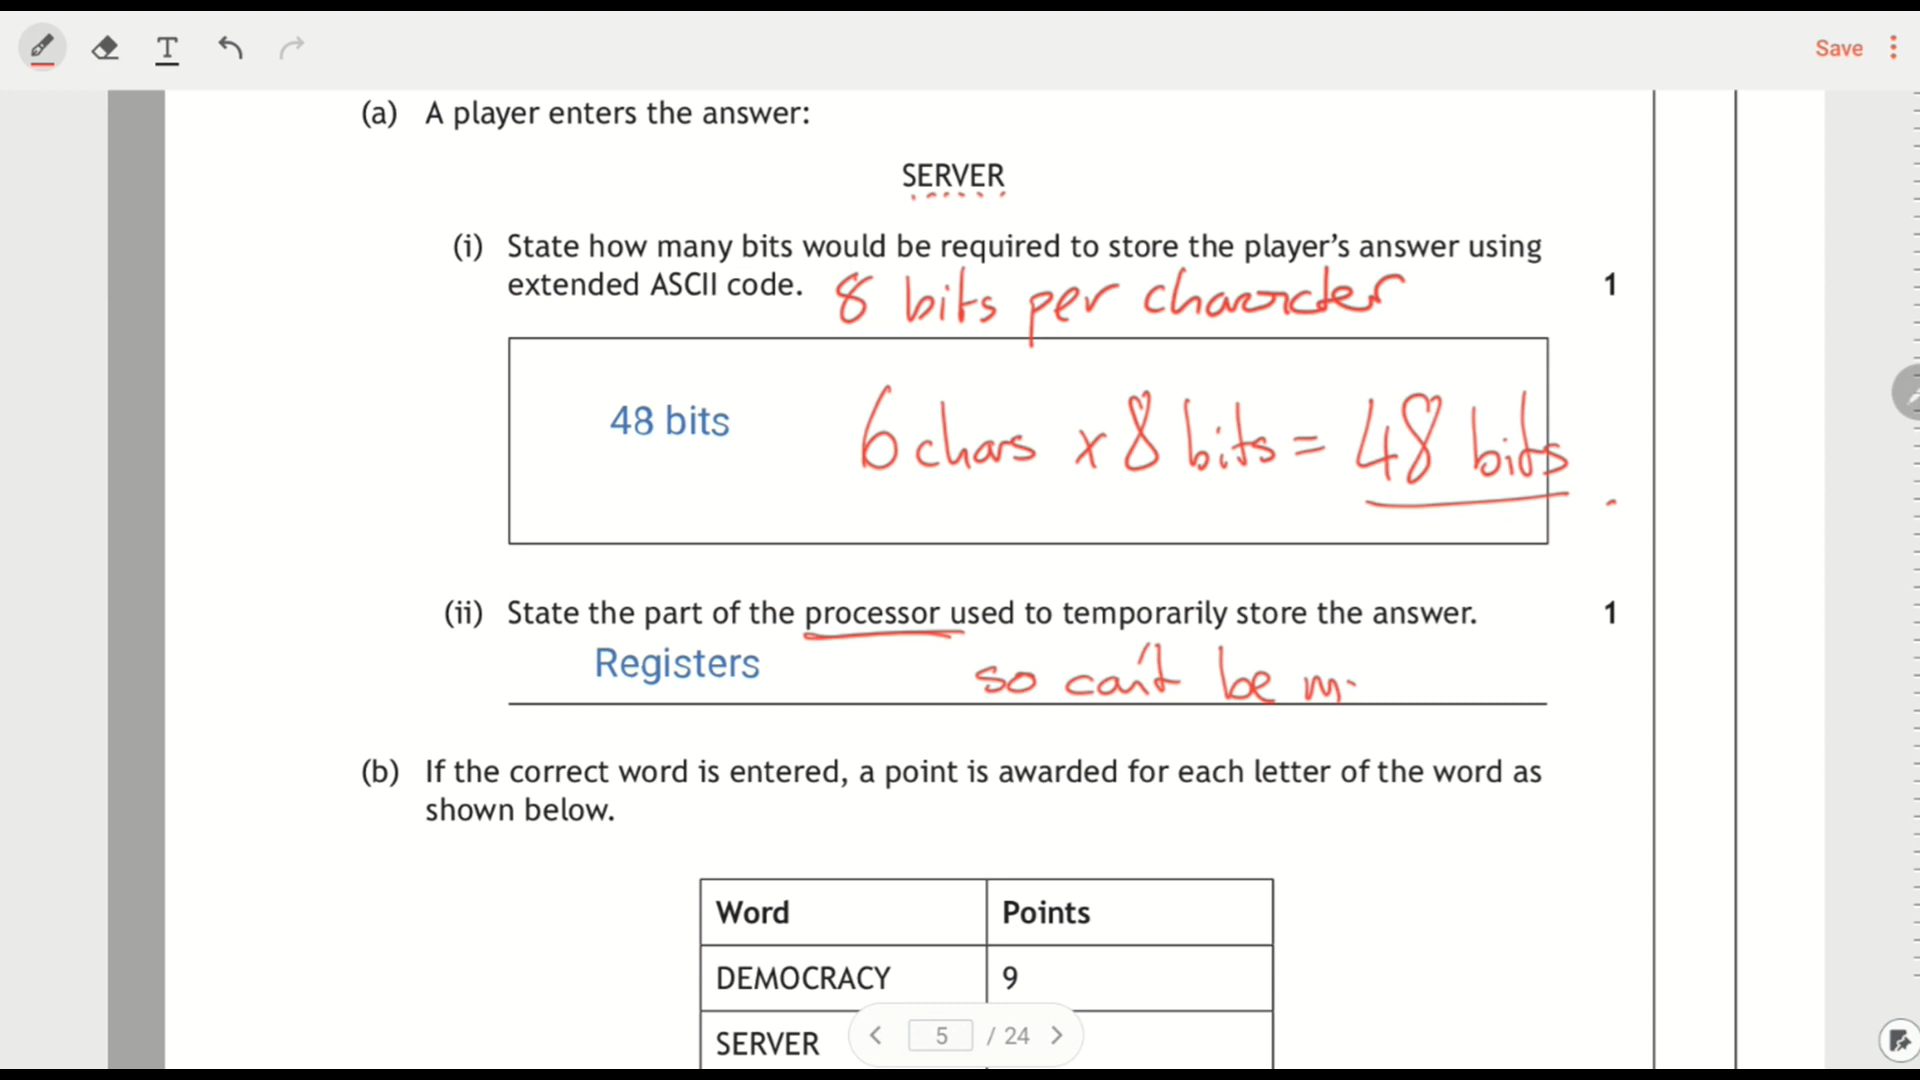 T
Save
(a) A player enters the answer:
SERVER
(i) State how many bits would be required to store the player’s answer using
extended ASCII code. 8 bits per character
1
48 bits 6 chars x 8 bits = 48 bits
(ii) State the part of the processor used to temporarily store the answer. 1
Registers so can't be m
(b) If the correct word is entered, a point is awarded for each letter of the word as
shown below.
Word Points
DEMOCRACY 9
SERVER
5 / 24